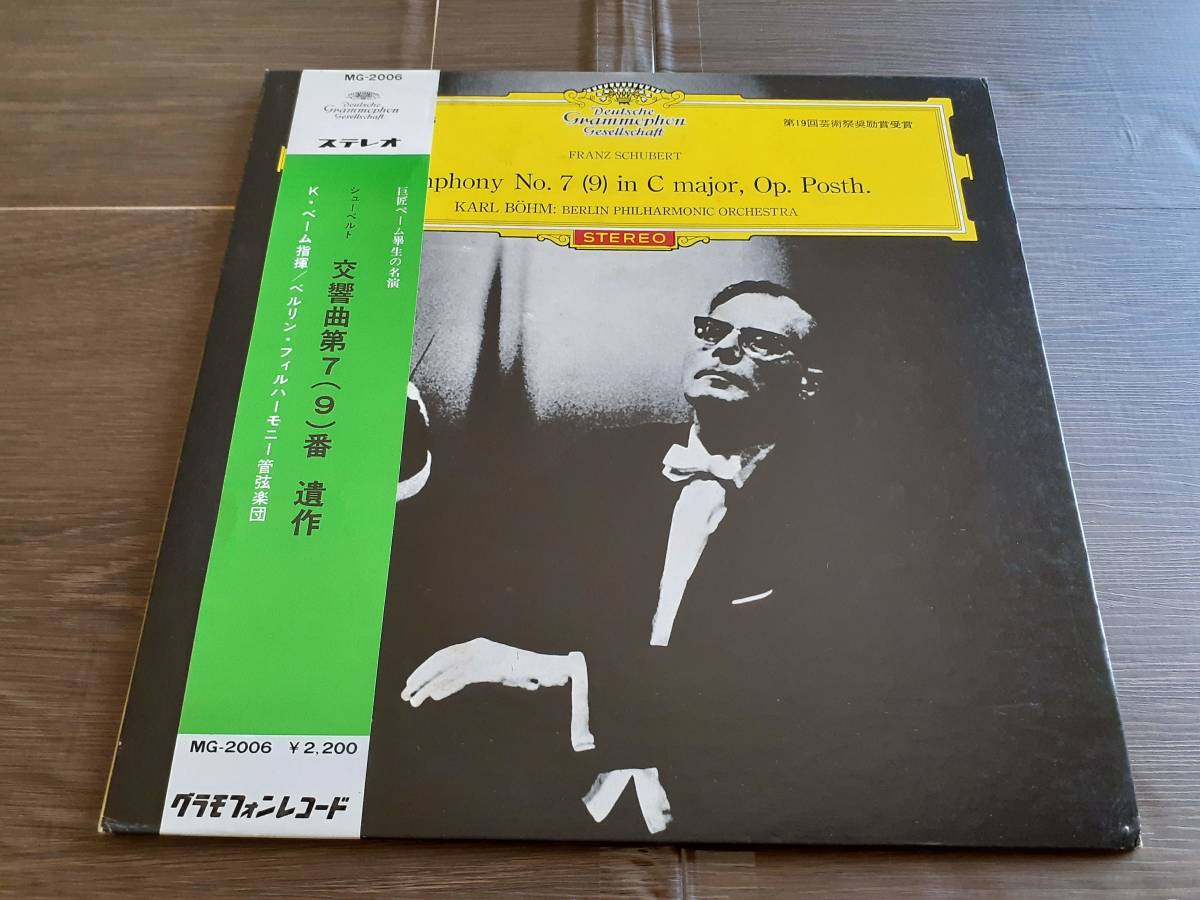 MG-2006
Deutsche
Grammophon
Gesellschaft
ステレオ
巨匠ベーム畢生の名演
シューベルト
交響曲第7(9)番 遺作
K・ベーム指揮/ベルリン・フィルハーモニー管弦楽団
MG-2006 ¥2,200
グラモフォンレコード
Deutsche
Grammophon
Gesellschaft
第19回芸術祭奨励賞受賞
FRANZ SCHUBERT
No. 7 (9) in C major, Op. Posth.
KARL BÖHM: BERLIN PHILHARMONIC ORCHESTRA
STEREO